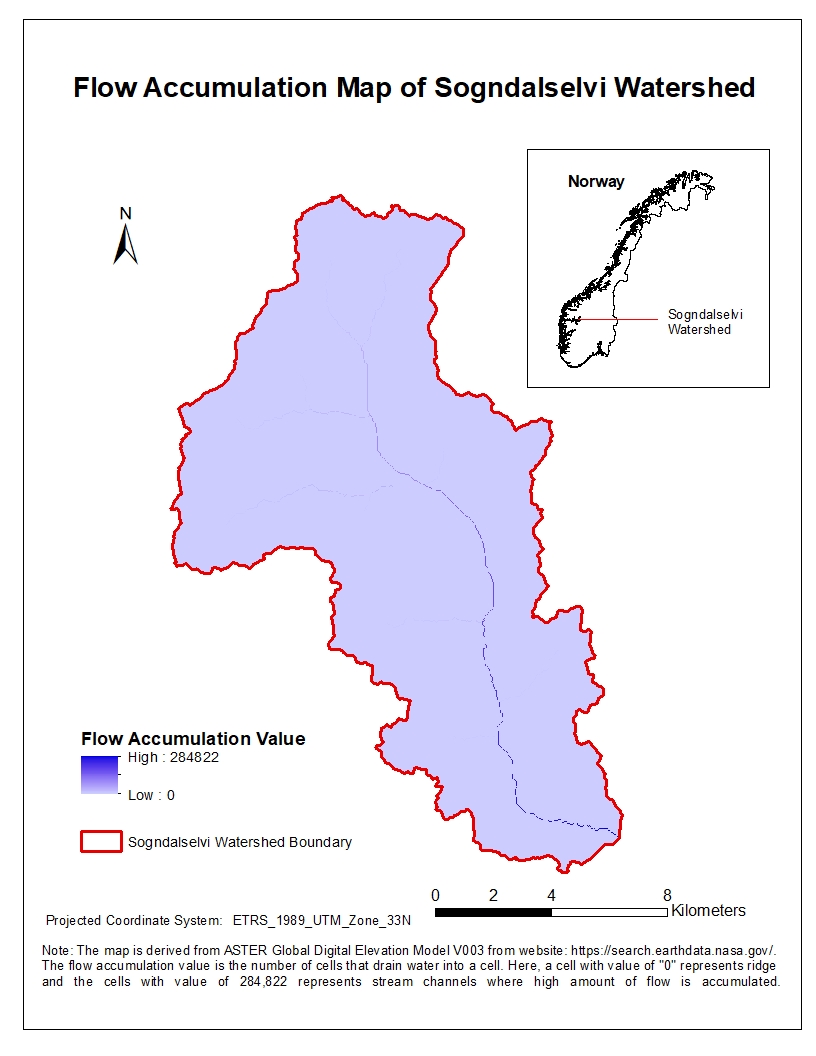 Flow Accumulation Map of Sogndalselvi Watershed
Norway
N
Sogndalselvi
Watershed
Flow Accumulation Value
High : 284822
Low : 0
Sogndalselvi Watershed Boundary
0 2 4 8
Kilometers
Projected Coordinate System: ETRS_1989_UTM_Zone_33N
Note: The map is derived from ASTER Global Digital Elevation Model V003 from website: https://search.earthdata.nasa.gov/.
The flow accumulation value is the number of cells that drain water into a cell. Here, a cell with value of "0" represents ridge
and the cells with value of 284,822 represents stream channels where high amount of flow is accumulated.